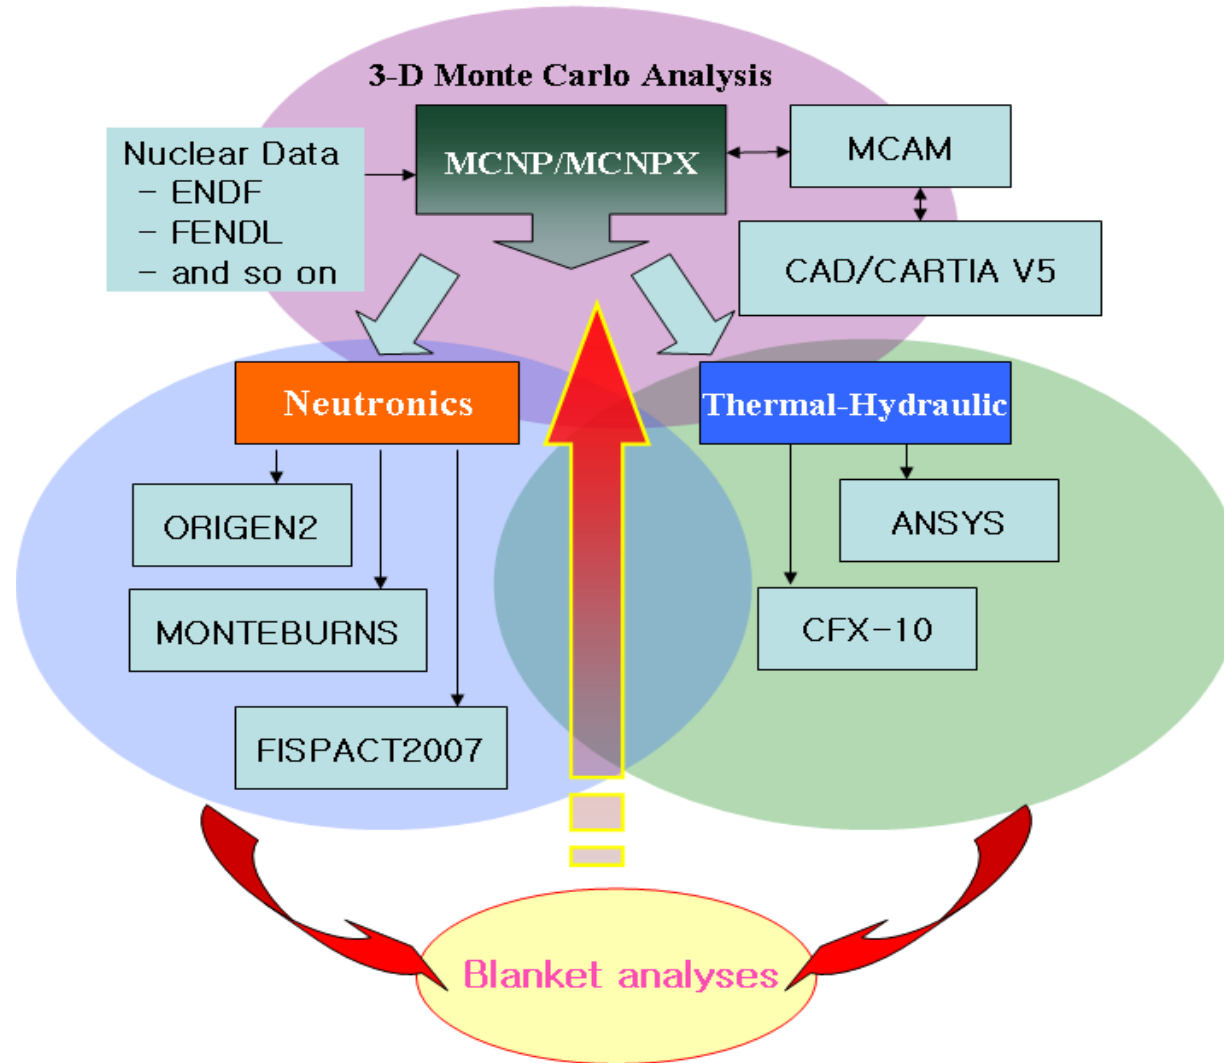 3-D Monte Carlo Analysis
Nuclear Data
- ENDF
- FENDL
- and so on
MCNP/MCNPX
MCAM
CAD/CARTIA V5
Neutronics
Thermal-Hydraulic
ORIGEN2
ANSYS
MONTEBURNS
CFX-10
FISPACT2007
Blanket analyses